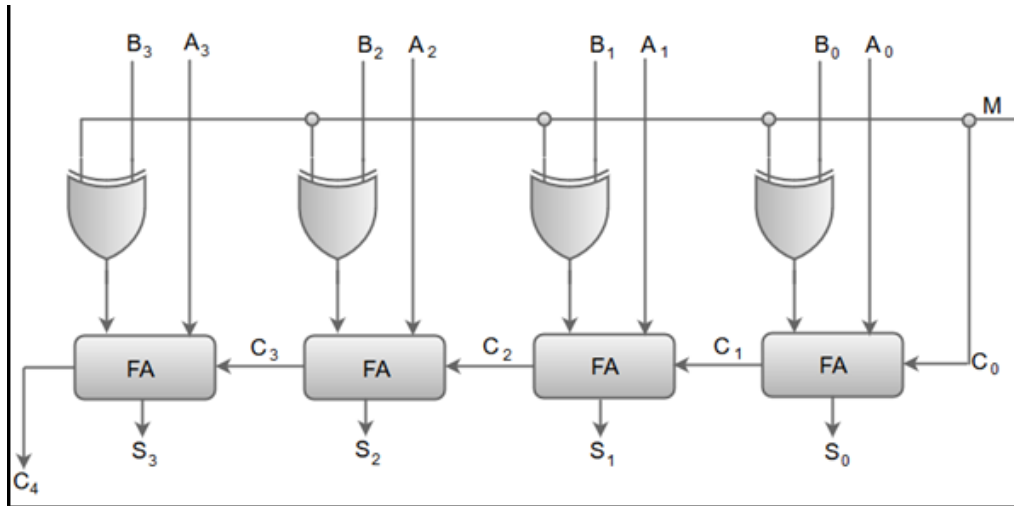 B₃ A₃ B₂ A₂ B₁ A₁ B₀ A₀
M
FA C₃ FA C₂ FA C₁ FA C₀
S₃ S₂ S₁ S₀
C₄